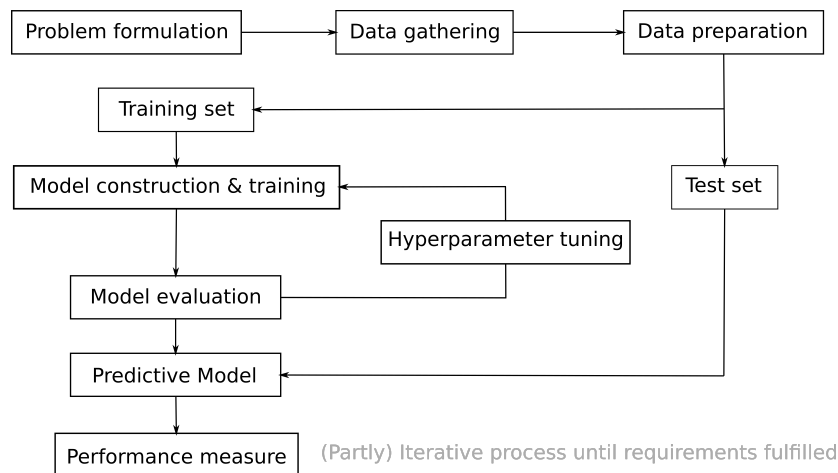 Problem formulation
Data gathering
Data preparation
Training set
Model construction & training
Test set
Hyperparameter tuning
Model evaluation
Predictive Model
Performance measure
(Partly) Iterative process until requirements fulfilled